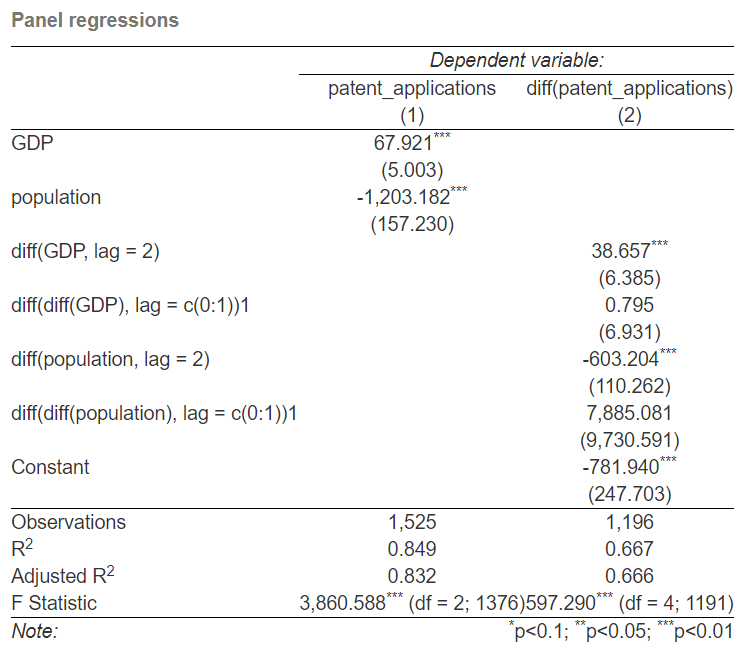 Panel regressions
Dependent variable:
patent_applications diff(patent_applications)
(1) (2)
GDP 67.921***
(5.003)
population -1,203.182***
(157.230)
diff(GDP, lag = 2) 38.657***
(6.385)
diff(diff(GDP), lag = c(0:1))1 0.795
(6.931)
diff(population, lag = 2) -603.204***
(110.262)
diff(diff(population), lag = c(0:1))1 7,885.081
(9,730.591)
Constant -781.940***
(247.703)
Observations 1,525 1,196
R2 0.849 0.667
Adjusted R2 0.832 0.666
F Statistic 3,860.588*** (df = 2; 1376) 597.290*** (df = 4; 1191)
Note: *p<0.1; **p<0.05; ***p<0.01